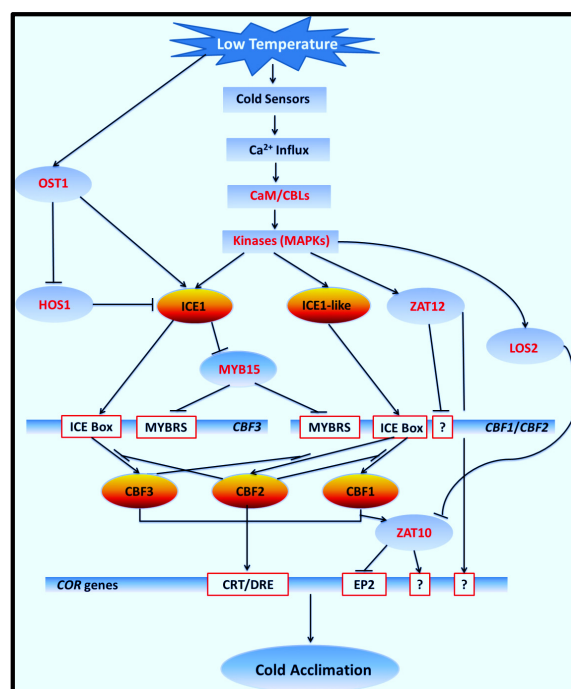 Low Temperature
Cold Sensors
Ca²⁺ Influx
OST1
CaM/CBLs
Kinases (MAPKs)
HOS1
ICE1
ICE1-like
ZAT12
LOS2
MYB15
ICE Box
MYBRS
CBF3
MYBRS
ICE Box
?
CBF1/CBF2
CBF3
CBF2
CBF1
ZAT10
COR genes
CRT/DRE
EP2
?
?
Cold Acclimation